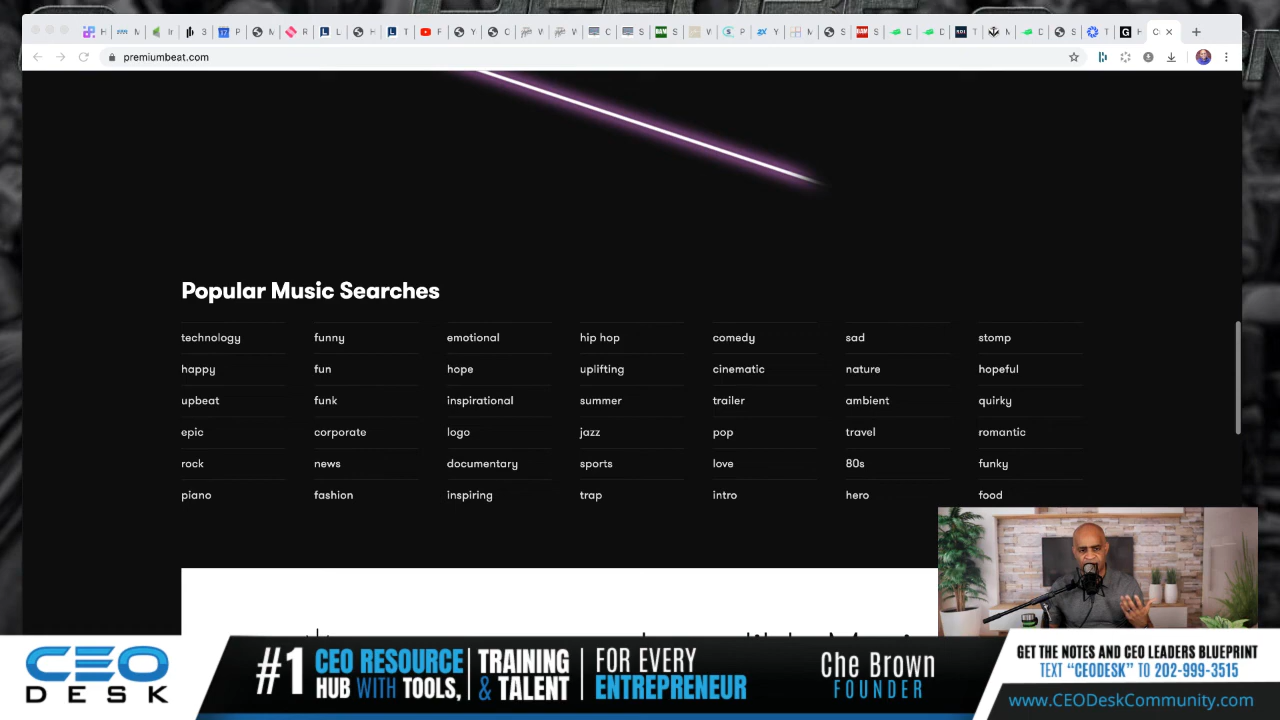 premiumbeat.com
Popular Music Searches
technology funny emotional hip hop comedy sad stomp
happy fun hope uplifting cinematic nature hopeful
upbeat funk inspirational summer trailer ambient quirky
epic corporate logo jazz pop travel romantic
rock news documentary sports love 80s funky
piano fashion inspiring trap intro hero food
CEO
DESK
#1 CEO RESOURCE
HUB WITH TOOLS,
TRAINING
& TALENT
FOR EVERY
ENTREPRENEUR
Che Brown
FOUNDER
GET THE NOTES AND CEO LEADERS BLUEPRINT
TEXT “CEODESK” TO 202-999-3515
www.CEODeskCommunity.com